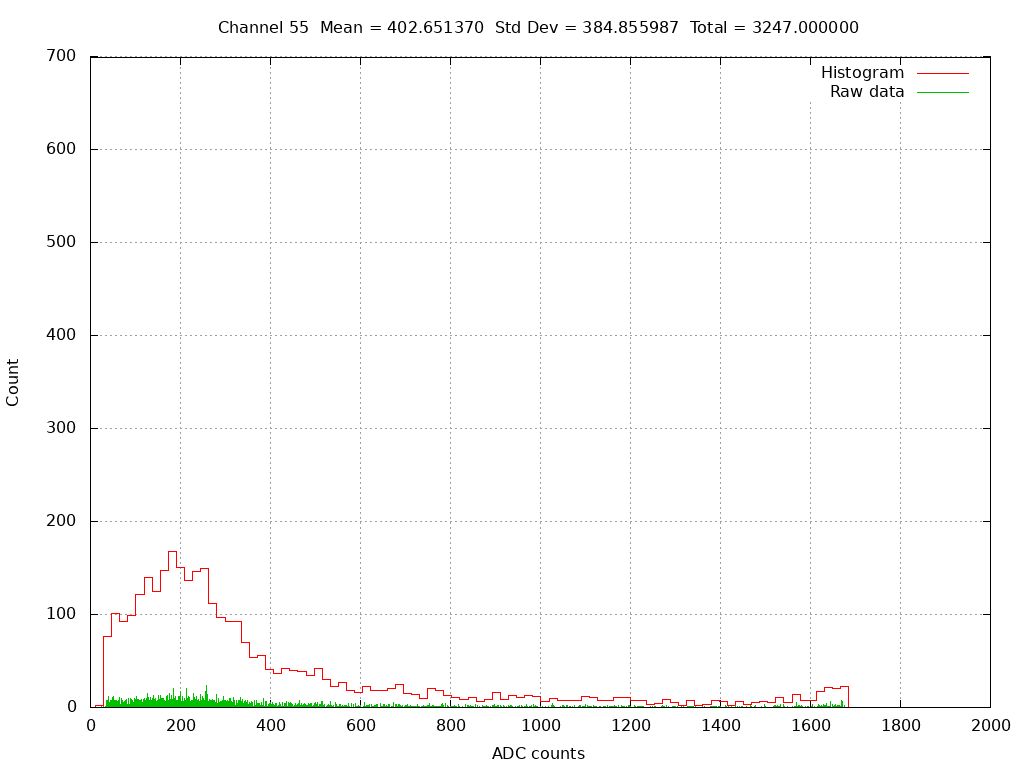 Channel 55  Mean = 402.651370  Std Dev = 384.855987  Total = 3247.000000
Histogram
Raw data
700
600
500
400
300
200
100
0
Count
0 200 400 600 800 1000 1200 1400 1600 1800 2000
ADC counts